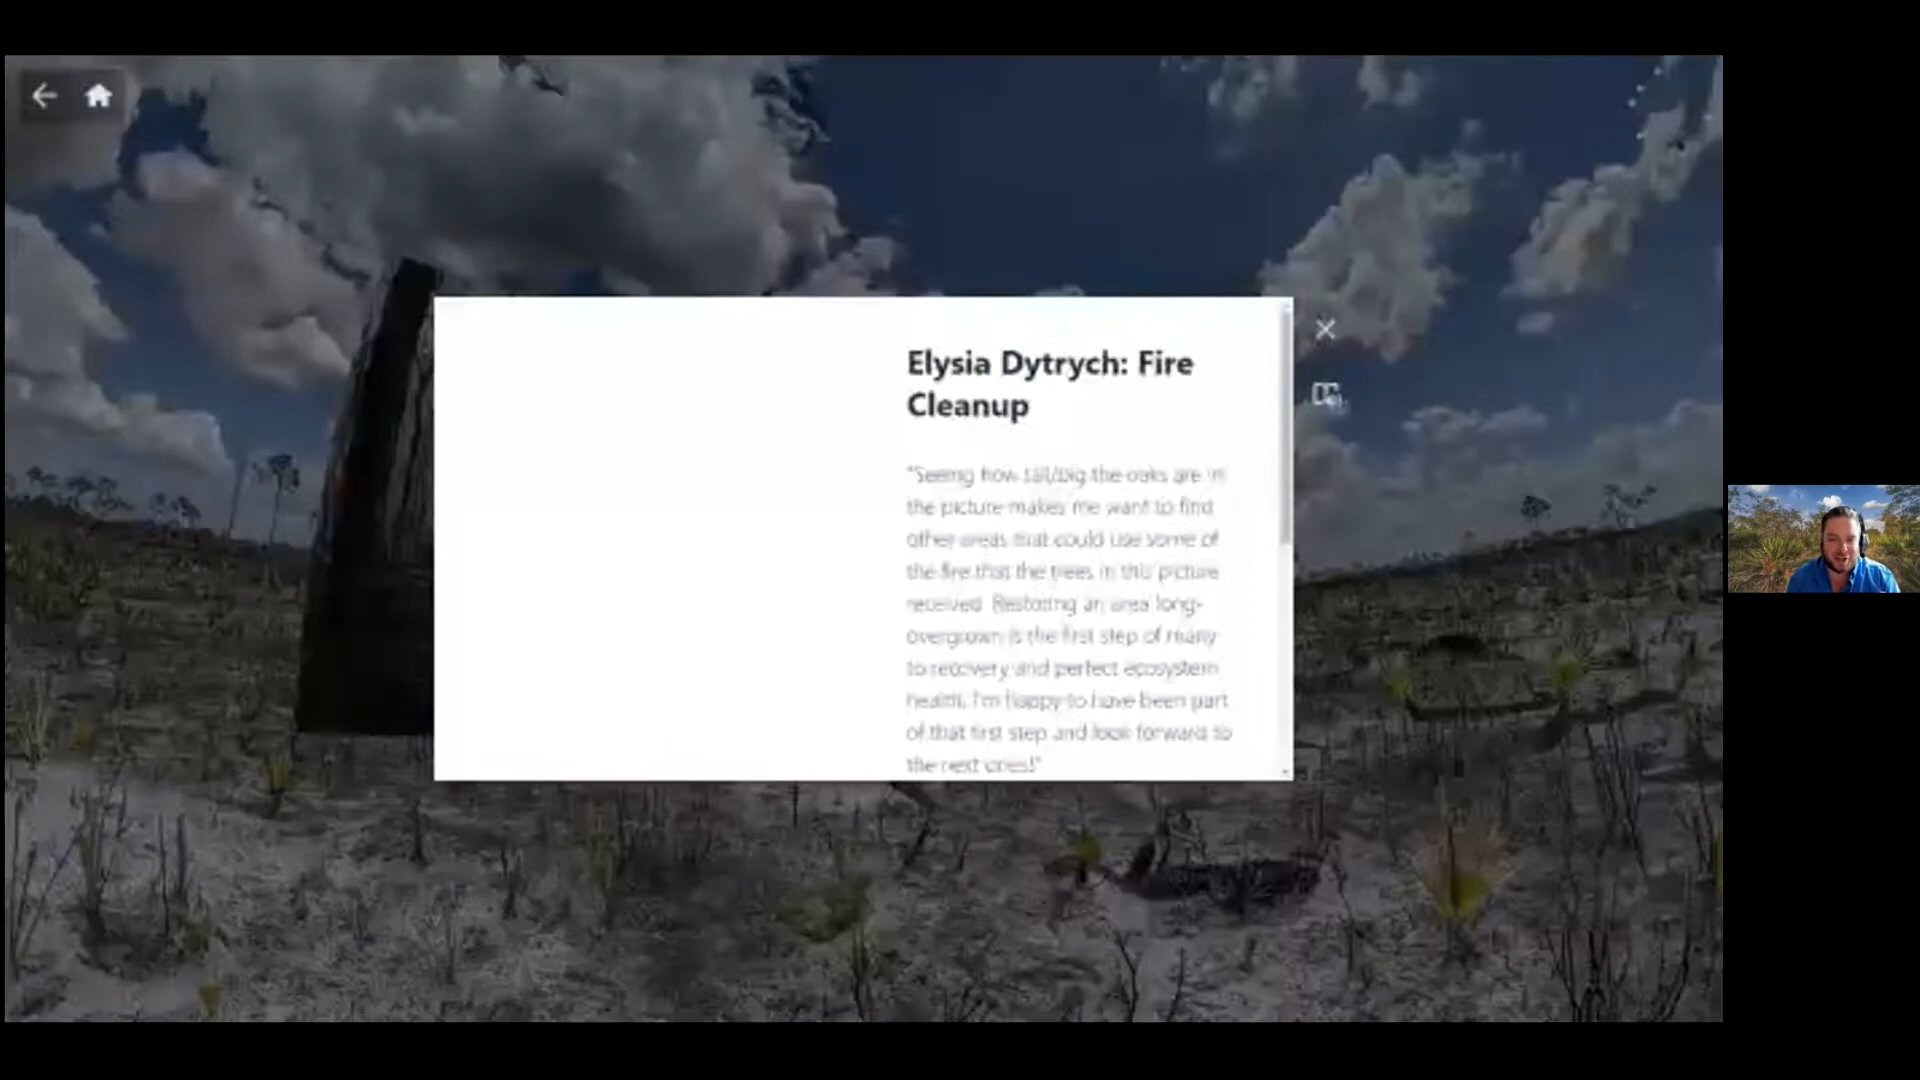 Elysia Dytrych: Fire
Cleanup
"Seeing how tall/big the oaks are in
the picture makes me want to find
other areas that could use some of
the fire that the trees in this picture
received. Restoring an area long-
overgrown is the first step of many
to recovery and perfect ecosystem
health. I'm happy to have been part
of that first step and look forward to
the next ones!"